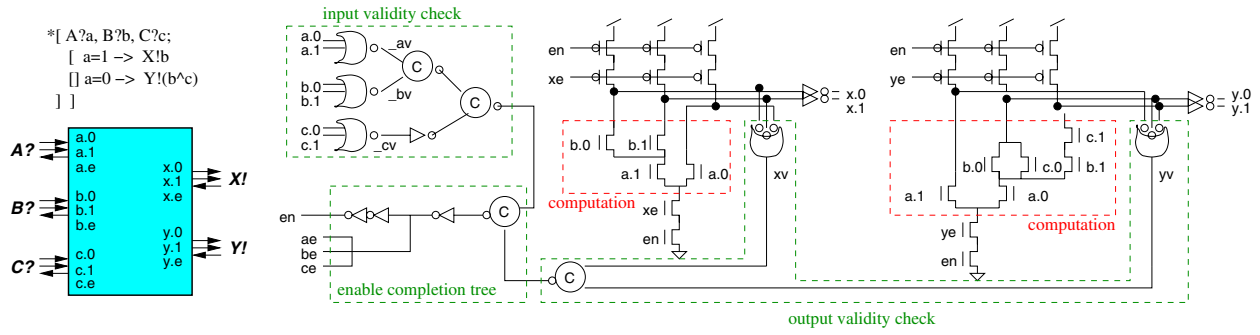 *[ A?a, B?b, C?c;
[ a=1 −> X!b
[] a=0 −> Y!(b^c)
] ]
A?
B?
C?
a.0
a.1
a.e
b.0
b.1
b.e
c.0
c.1
c.e
x.0
x.1
x.e
y.0
y.1
y.e
X!
Y!
input validity check
a.0
a.1
_av
b.0
b.1
_bv
c.0
c.1
_cv
C
C
en
ae
be
ce
C
enable completion tree
C
en
xe
b.0
b.1
a.1
a.0
computation
xe
en
xv
x.0
x.1
en
ye
c.1
b.0
c.0
b.1
a.1
a.0
computation
ye
en
yv
y.0
y.1
output validity check